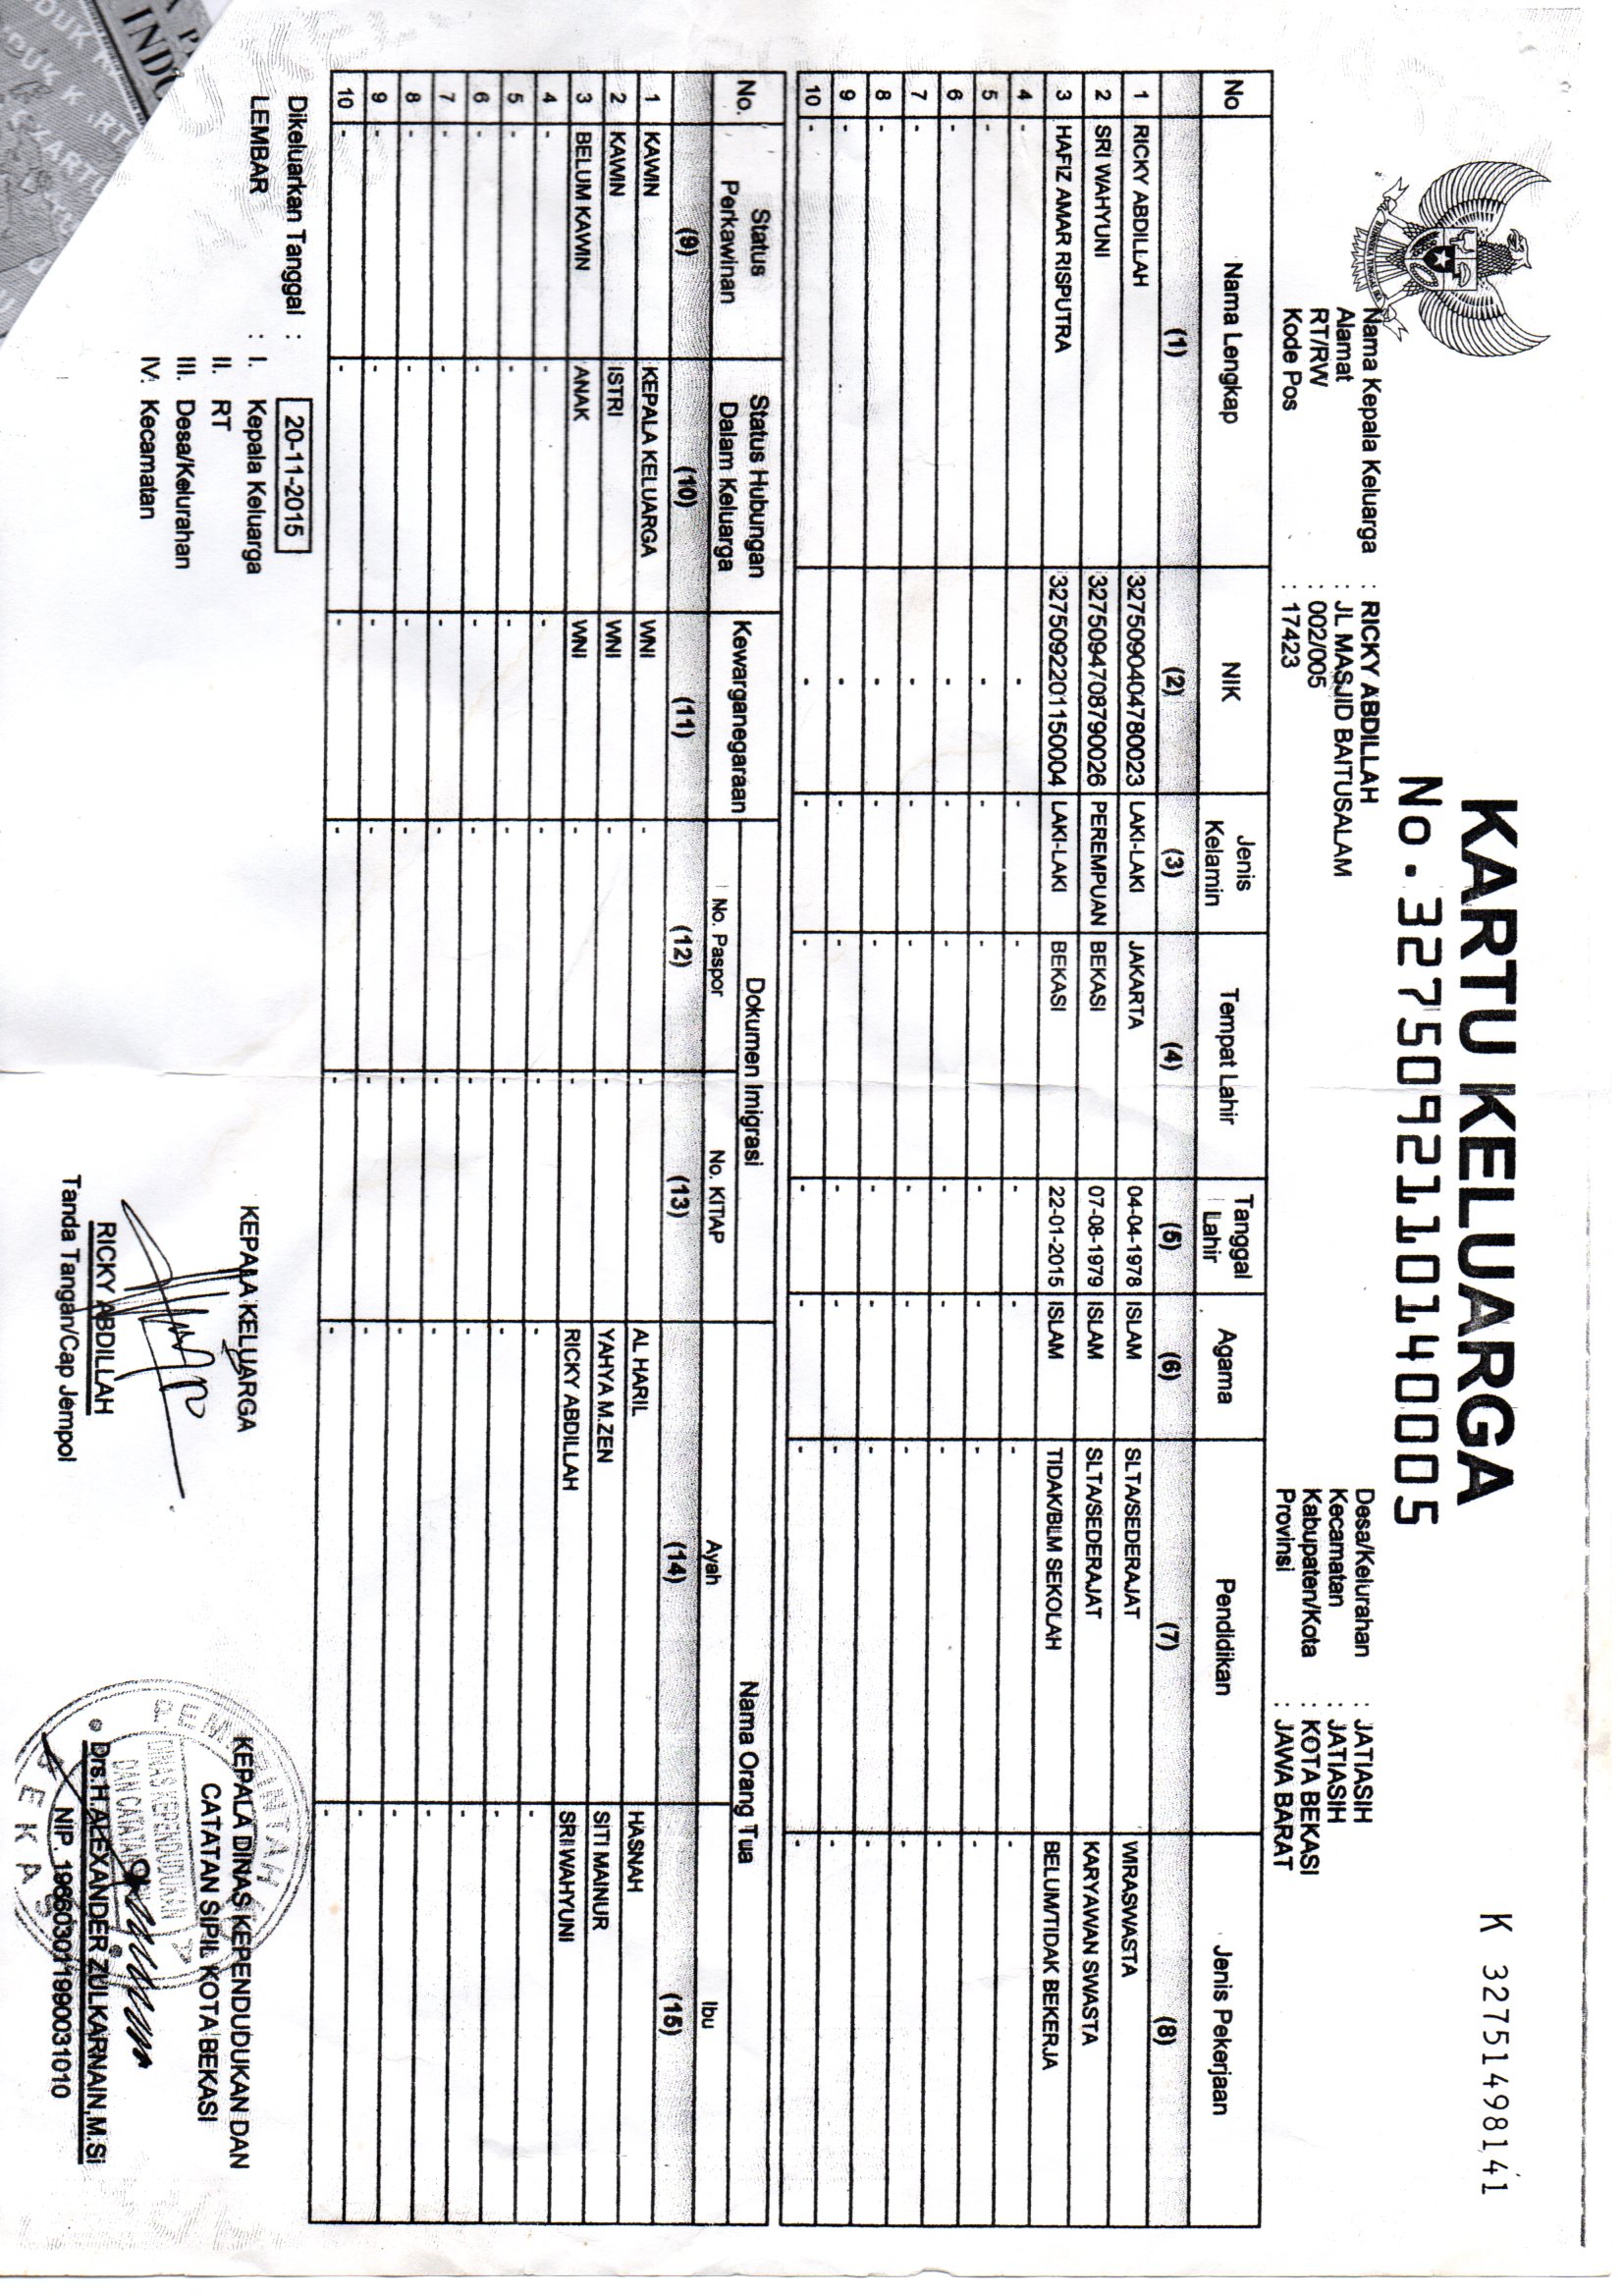 K 32751498141
KARTU KELUARGA
No. 3275092110140005
Nama Kepala Keluarga : RICKY ABDILLAH
Alamat : JL MASJID BAITUSALAM
RT/RW : 002/005
Kode Pos : 17423
Desa/Kelurahan : JATIASIH
Kecamatan : JATIASIH
Kabupaten/Kota : KOTA BEKASI
Provinsi : JAWA BARAT
No Nama Lengkap NIK Jenis Kelamin Tempat Lahir Tanggal Lahir Agama Pendidikan Jenis Pekerjaan
(1) (2) (3) (4) (5) (6) (7) (8)
1 RICKY ABDILLAH 3275090404780023 LAKI-LAKI JAKARTA 04-04-1978 ISLAM SLTA/SEDERAJAT WIRASWASTA
2 SRI WAHYUNI 3275094708790026 PEREMPUAN BEKASI 07-08-1979 ISLAM SLTA/SEDERAJAT KARYAWAN SWASTA
3 HAFIZ AMAR RISPUTRA 3275092201150004 LAKI-LAKI BEKASI 22-01-2015 ISLAM TIDAK/BLM SEKOLAH BELUM/TIDAK BEKERJA
4 - - - - - - - -
5 - - - - - - - -
6 - - - - - - - -
7 - - - - - - - -
8 - - - - - - - -
9 - - - - - - - -
10 - - - - - - - -
No. Status Perkawinan Status Hubungan Dalam Keluarga Kewarganegaraan Dokumen Imigrasi Nama Orang Tua
No. Paspor No. KITAP Ayah Ibu
(9) (10) (11) (12) (13) (14) (15)
1 KAWIN KEPALA KELUARGA WNI - - AL HARIL HASNAH
2 KAWIN ISTRI WNI - - YAHYA M.ZEN SITI MAINUR
3 BELUM KAWIN ANAK WNI - - RICKY ABDILLAH SRI WAHYUNI
4 - - - - - - -
5 - - - - - - -
6 - - - - - - -
7 - - - - - - -
8 - - - - - - -
9 - - - - - - -
10 - - - - - - -
Dikeluarkan Tanggal : 20-11-2015
LEMBAR : I. Kepala Keluarga
II. RT
III. Desa/Kelurahan
IV. Kecamatan
KEPALA KELUARGA
RICKY ABDILLAH
Tanda Tangan/Cap Jempol
KEPALA DINAS KEPENDUDUKAN DAN
CATATAN SIPIL KOTA BEKASI
Drs.H.ALEXANDER ZULKARNAIN,M.Si
NIP. 196603011990031010
PEMERINTAH
DINAS KEPENDUDUKAN
DAN CATATAN
BEKASI